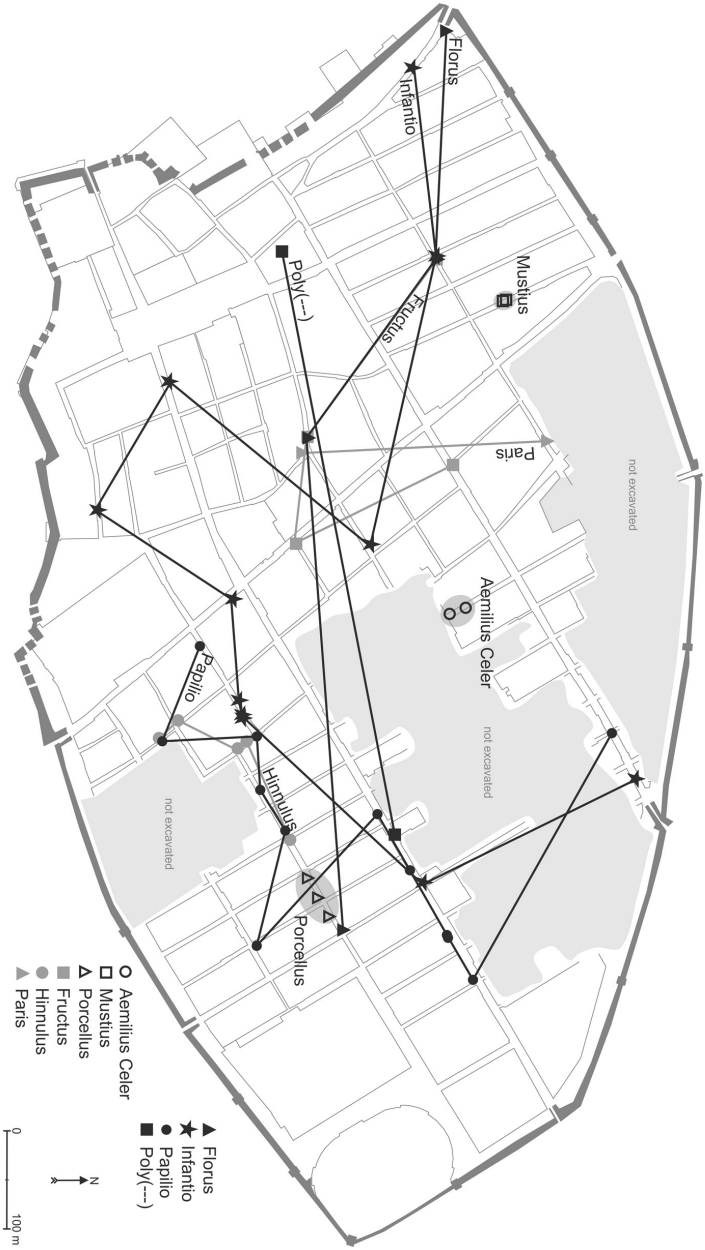 Florus
Infantio
Mustius
Poly(---)
Fructus
Paris
not excavated
Aemilius Celer
Papilio
not excavated
Hinnulus
not excavated
Porcellus
Aemilius Celer
Mustius
Porcellus
Fructus
Hinnulus
Paris
Florus
Infantio
Papilio
Poly(---)
N
0
100 m